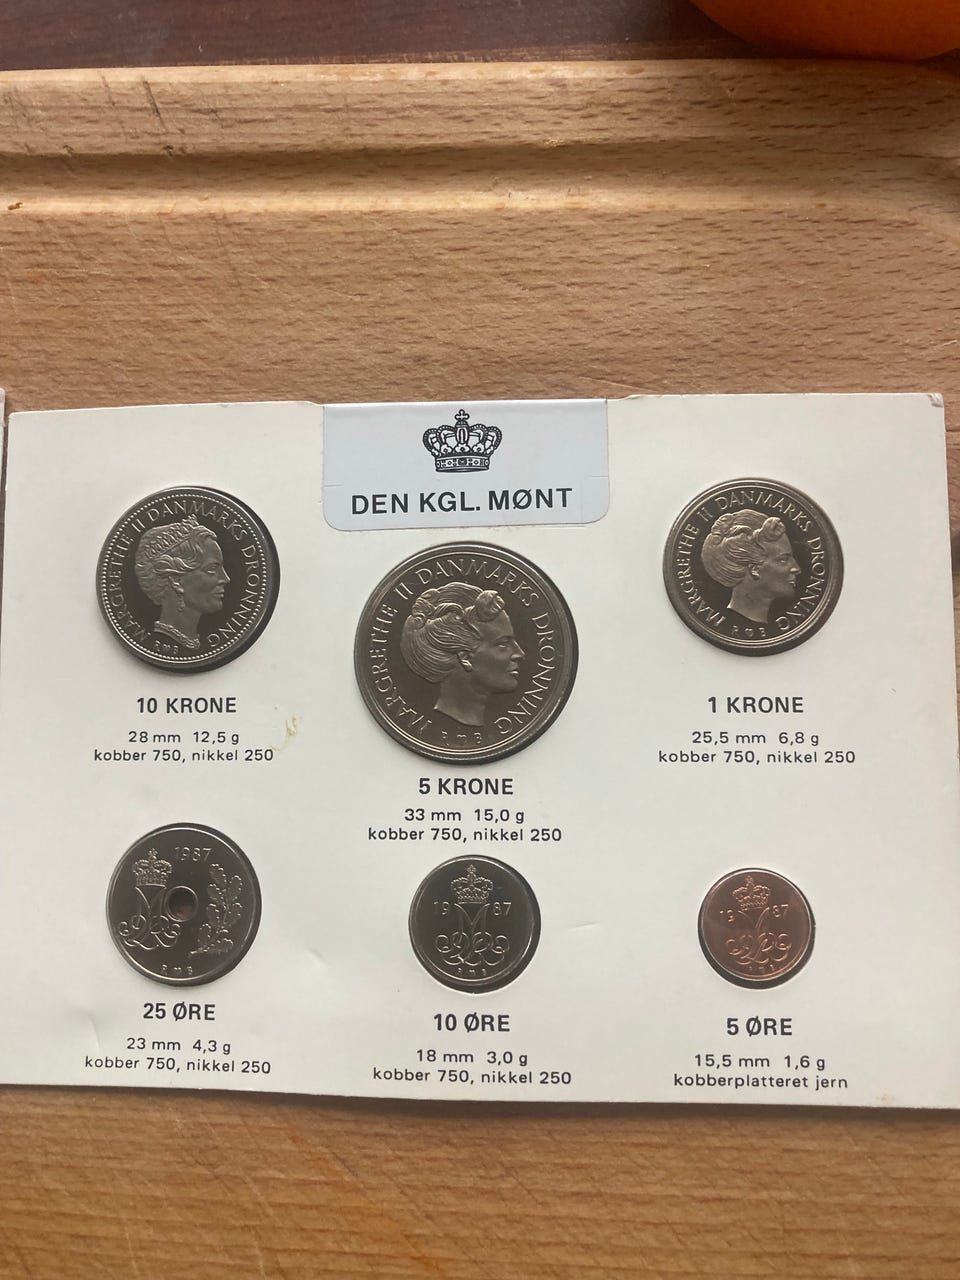 DEN KGL. MØNT
MARGRETHE II DANMARKS DRONNING
R B
10 KRONE
28 mm 12,5 g
kobber 750, nikkel 250
MARGRETHE II DANMARKS DRONNING
R B
5 KRONE
33 mm 15,0 g
kobber 750, nikkel 250
MARGRETHE II DANMARKS DRONNING
R B
1 KRONE
25,5 mm 6,8 g
kobber 750, nikkel 250
1987
R B
25 ØRE
23 mm 4,3 g
kobber 750, nikkel 250
19 87
R B
10 ØRE
18 mm 3,0 g
kobber 750, nikkel 250
19 87
R B
5 ØRE
15,5 mm 1,6 g
kobberplatteret jern